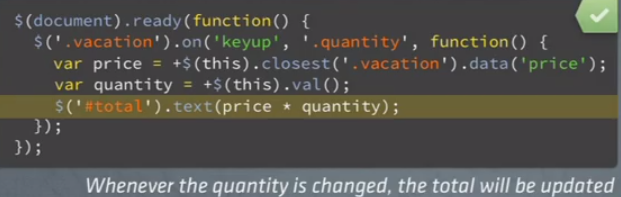 $(document).ready(function() {
  $('.vacation').on('keyup', '.quantity', function() {
    var price = +$(this).closest('.vacation').data('price');
    var quantity = +$(this).val();
    $('#total').text(price * quantity);
  });
});
Whenever the quantity is changed, the total will be updated